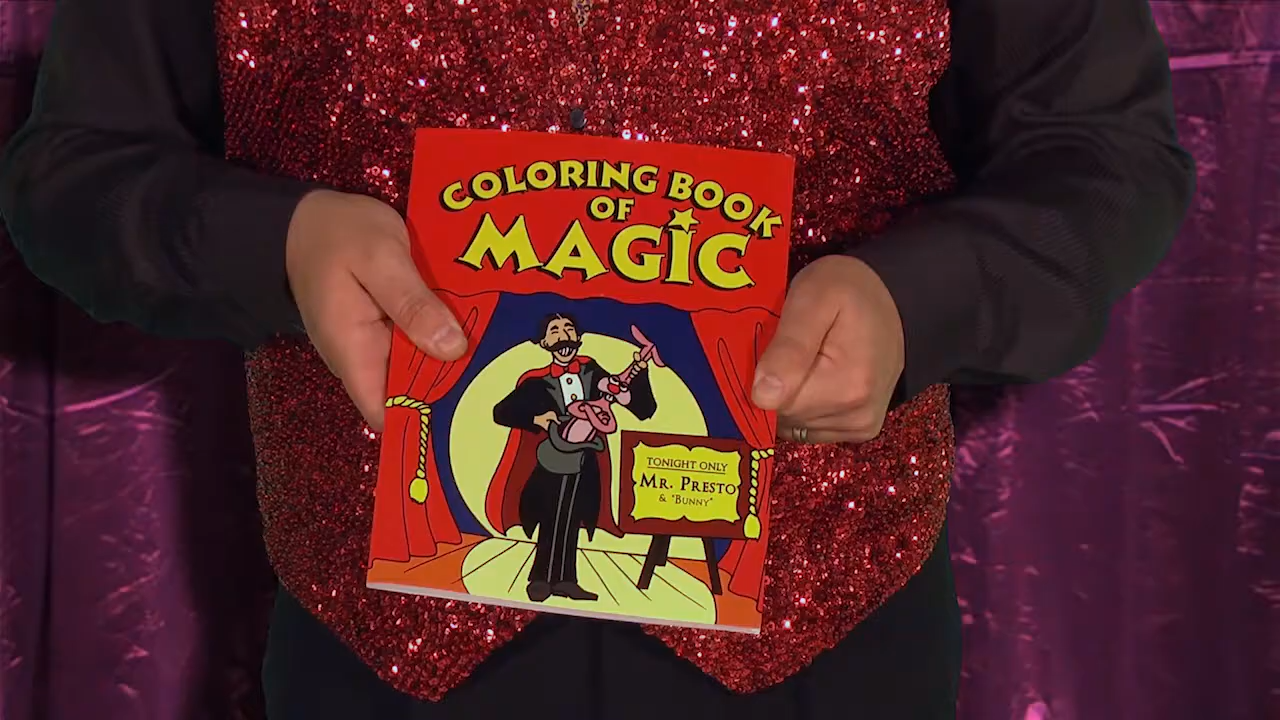 COLORING BOOK
OF
MAGIC
TONIGHT ONLY
MR. PRESTO
& "BUNNY"